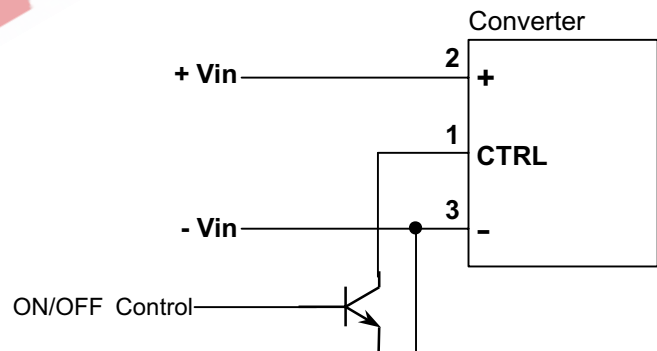 Converter
2
+ Vin
+
1
CTRL
3
- Vin
-
ON/OFF Control